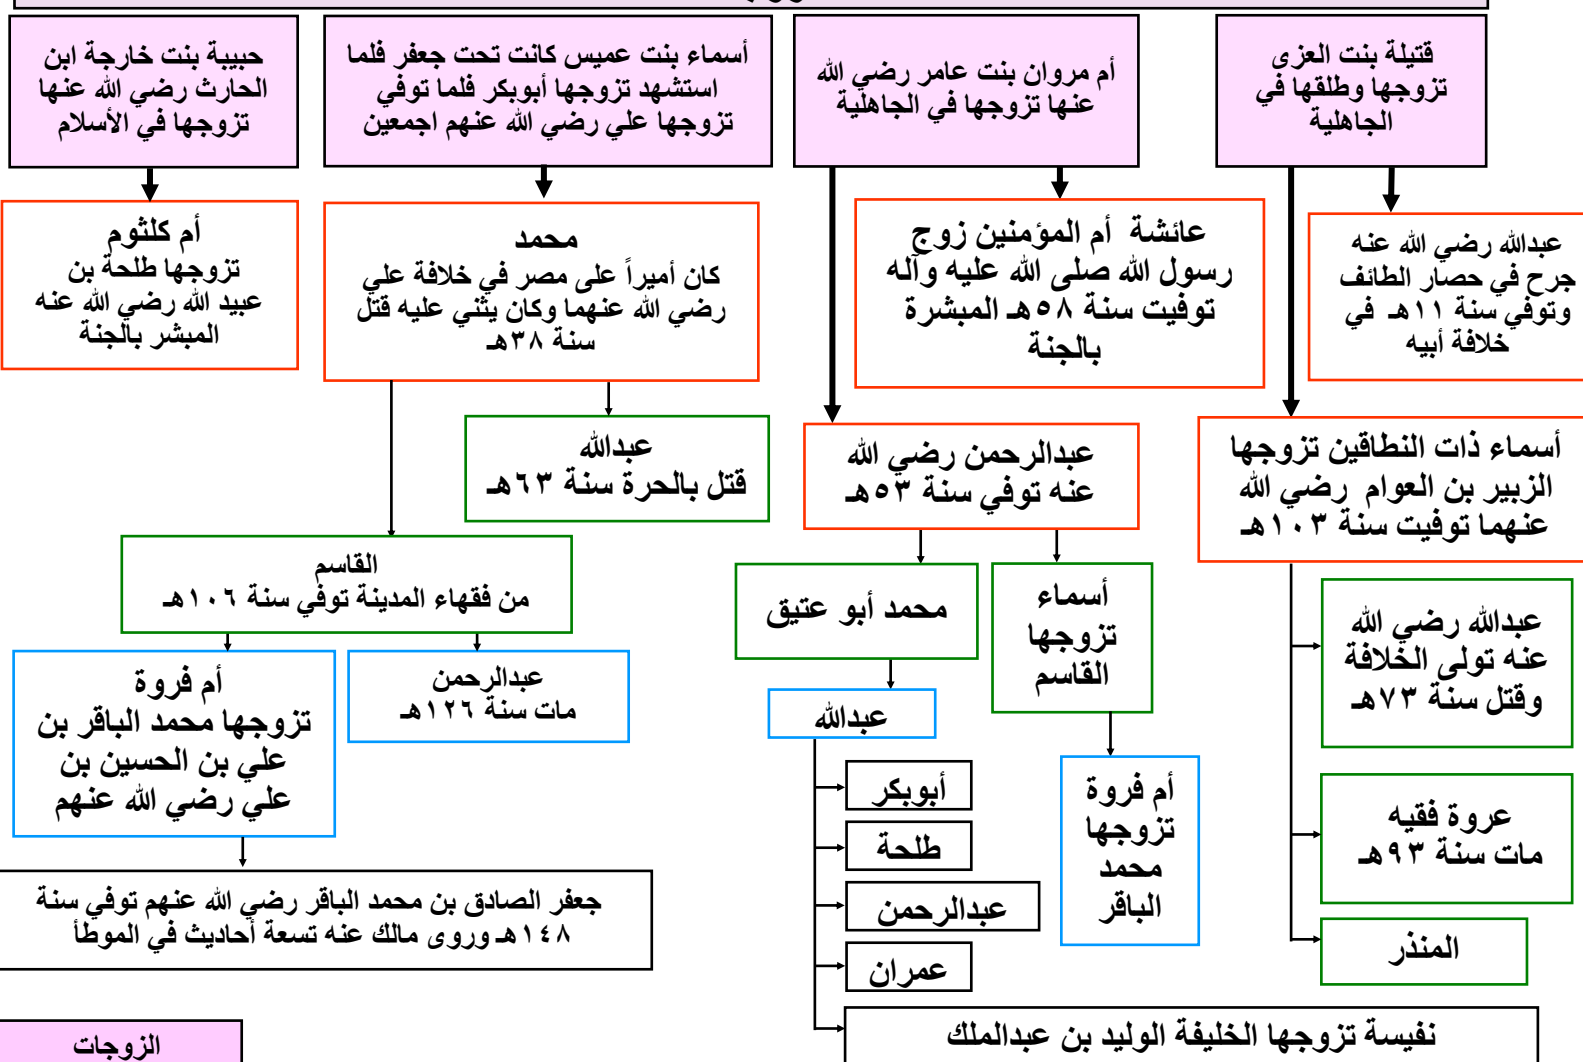 قتيلة بنت العزى
تزوجها وطلقها في
الجاهلية
أم مروان بنت عامر رضي الله
عنها تزوجها في الجاهلية
أسماء بنت عميس كانت تحت جعفر فلما
استشهد تزوجها أبوبكر فلما توفي
تزوجها علي رضي الله عنهم اجمعين
حبيبة بنت خارجة ابن
الحارث رضي الله عنها
تزوجها في الأسلام
عبدالله رضي الله عنه
جرح في حصار الطائف
وتوفي سنة ١١هـ في
خلافة أبيه
عائشة أم المؤمنين زوج
رسول الله صلى الله عليه وآله
توفيت سنة ٥٨هـ المبشرة
بالجنة
محمد
كان أميراً على مصر في خلافة علي
رضي الله عنهما وكان يثني عليه قتل
سنة ٣٨هـ
أم كلثوم
تزوجها طلحة بن
عبيد الله رضي الله عنه
المبشر بالجنة
أسماء ذات النطاقين تزوجها
الزبير بن العوام رضي الله
عنهما توفيت سنة ١٠٣هـ
عبدالرحمن رضي الله
عنه توفي سنة ٥٣هـ
عبدالله
قتل بالحرة سنة ٦٣هـ
القاسم
من فقهاء المدينة توفي سنة ١٠٦هـ
عبدالله رضي الله
عنه تولى الخلافة
وقتل سنة ٧٣هـ
أسماء
تزوجها
القاسم
محمد أبو عتيق
عبدالرحمن
مات سنة ١٢٦هـ
أم فروة
تزوجها محمد الباقر بن
علي بن الحسين بن
علي رضي الله عنهم
عبدالله
عروة فقيه
مات سنة ٩٣هـ
أم فروة
تزوجها
محمد
الباقر
أبوبكر
طلحة
عبدالرحمن
عمران
جعفر الصادق بن محمد الباقر رضي الله عنهم توفي سنة
١٤٨هـ وروى مالك عنه تسعة أحاديث في الموطأ
المنذر
نفيسة تزوجها الخليفة الوليد بن عبدالملك
الزوجات